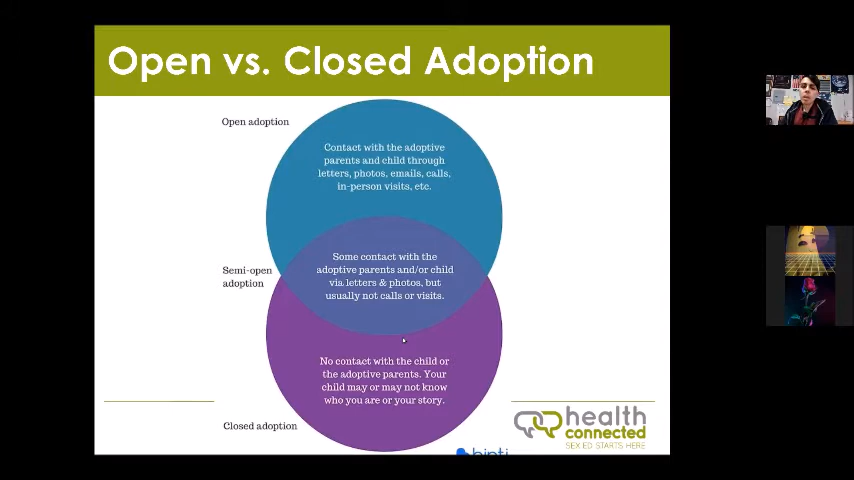 Open vs. Closed Adoption
Open adoption
Contact with the adoptive
parents and child through
letters, photos, emails, calls,
in-person visits, etc.
Semi-open
adoption
Some contact with the
adoptive parents and/or child
via letters & photos, but
usually not calls or visits.
No contact with the child or
the adoptive parents. Your
child may or may not know
who you are or your story.
Closed adoption
health
connected
SEX ED STARTS HERE